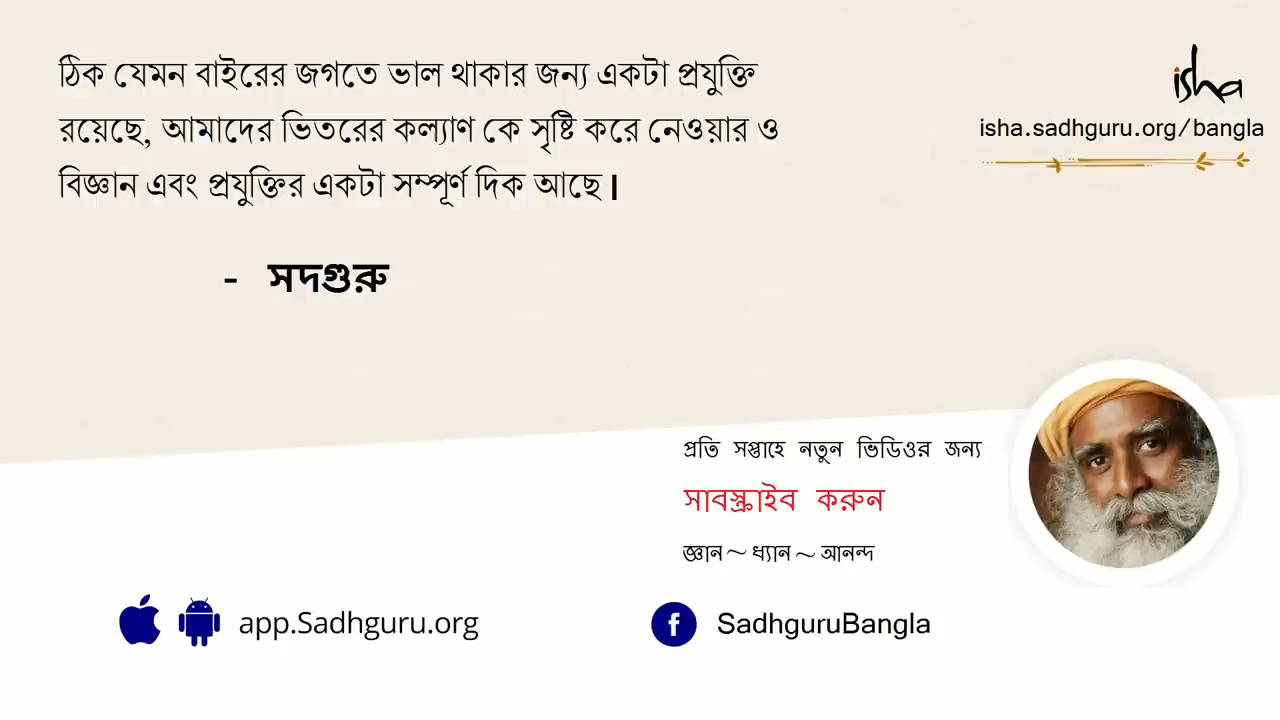 ঠিক যেমন বাইরের জগতে ভাল থাকার জন্য একটা প্রযুক্তি
রয়েছে, আমাদের ভিতরের কল্যাণ কে সৃষ্টি করে নেওয়ার ও
বিজ্ঞান এবং প্রযুক্তির একটা সম্পূর্ণ দিক আছে।
- সদগুরু
isha
isha.sadhguru.org/bangla
প্রতি সপ্তাহে নতুন ভিডিওর জন্য
সাবস্ক্রাইব করুন
জ্ঞান ~ ধ্যান ~ আনন্দ
app.Sadhguru.org
f SadhguruBangla